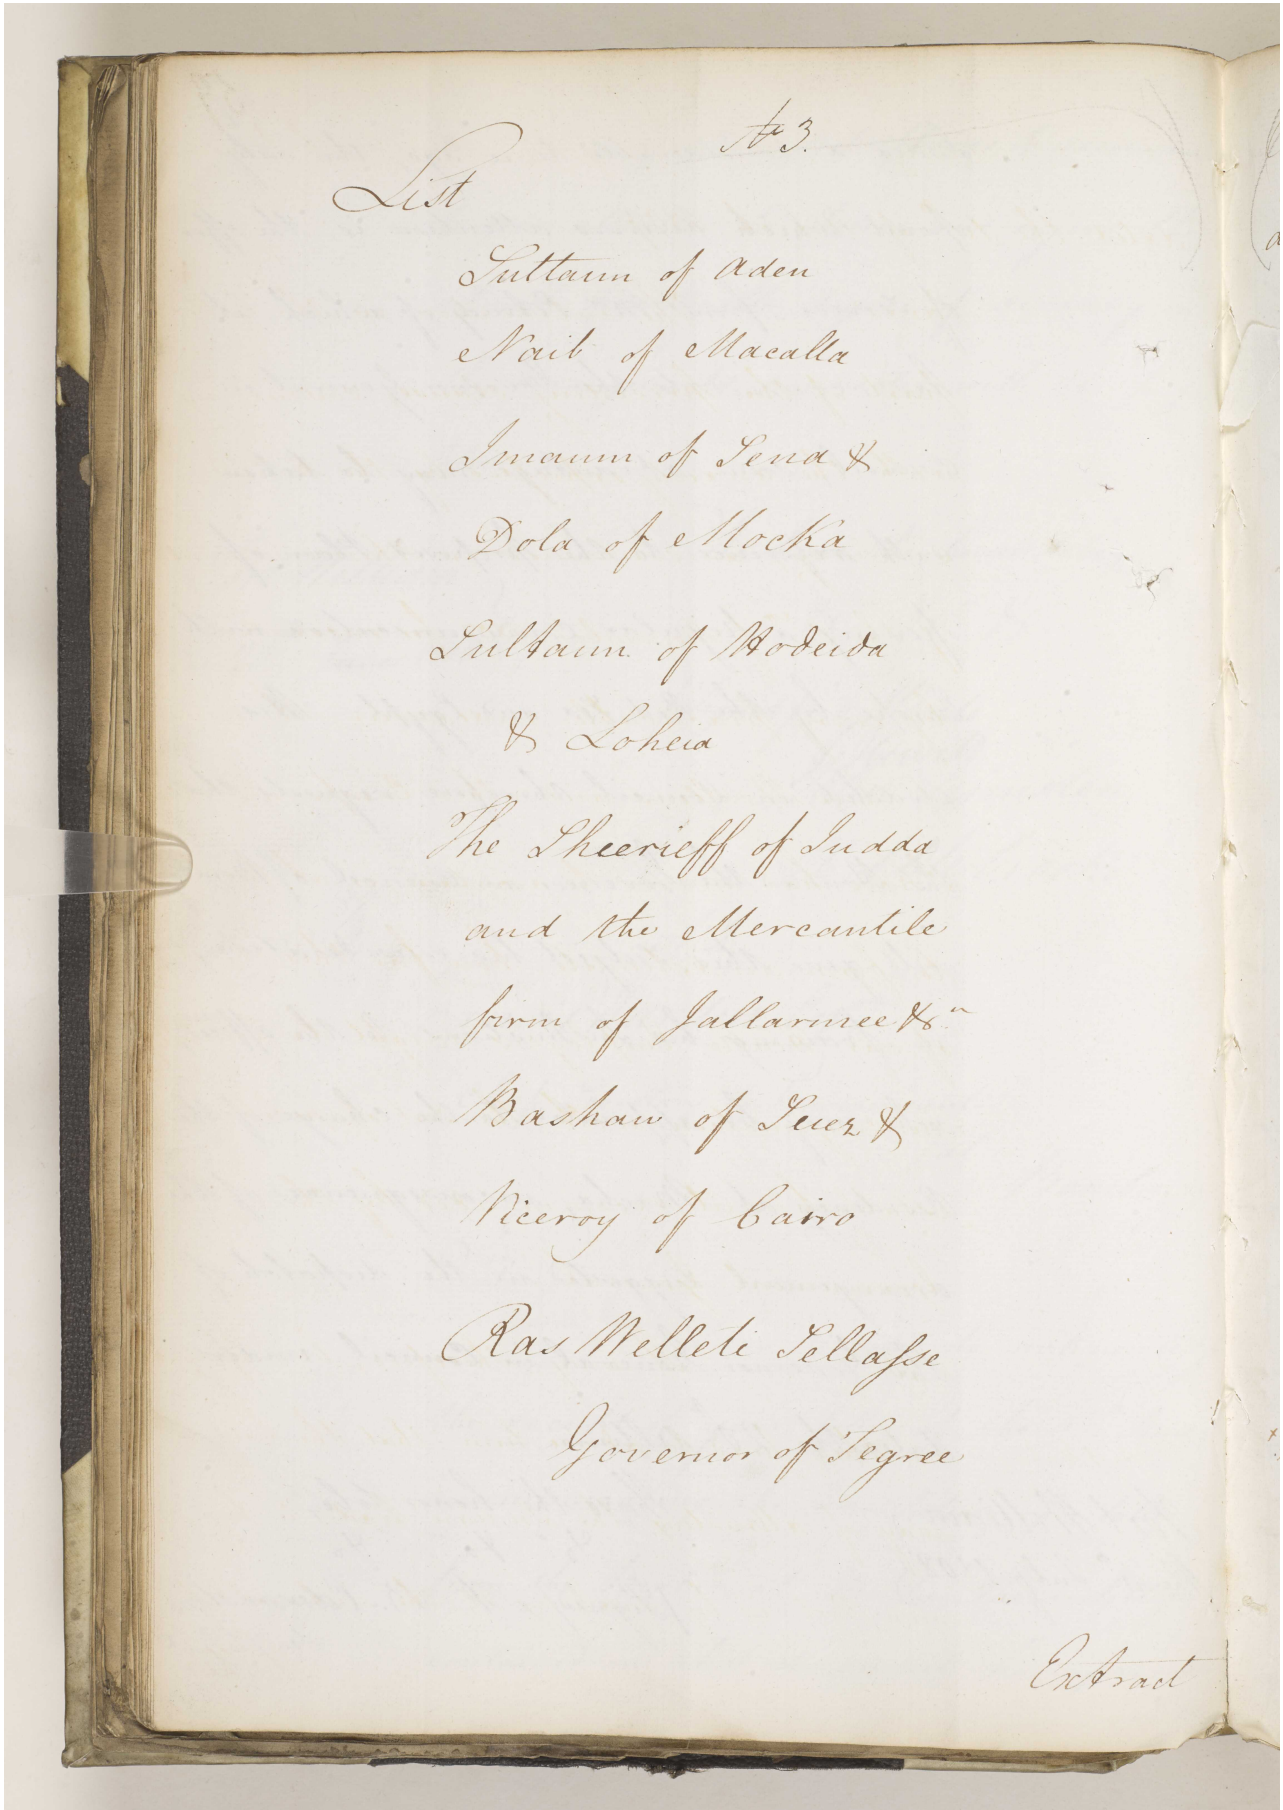 No 3.
List
Sultaun of Aden
Naib of Macalla
Imaum of Sena &
Dola of Mocka
Sultaun of Hodeida
& Loheia
The Sheerieff of Judda
and the Mercantile
firm of Jallarmee &c
Bashaw of Suez &
Viceroy of Cairo
Ras Welleti Sellasse
Governor of Tegree
Extract